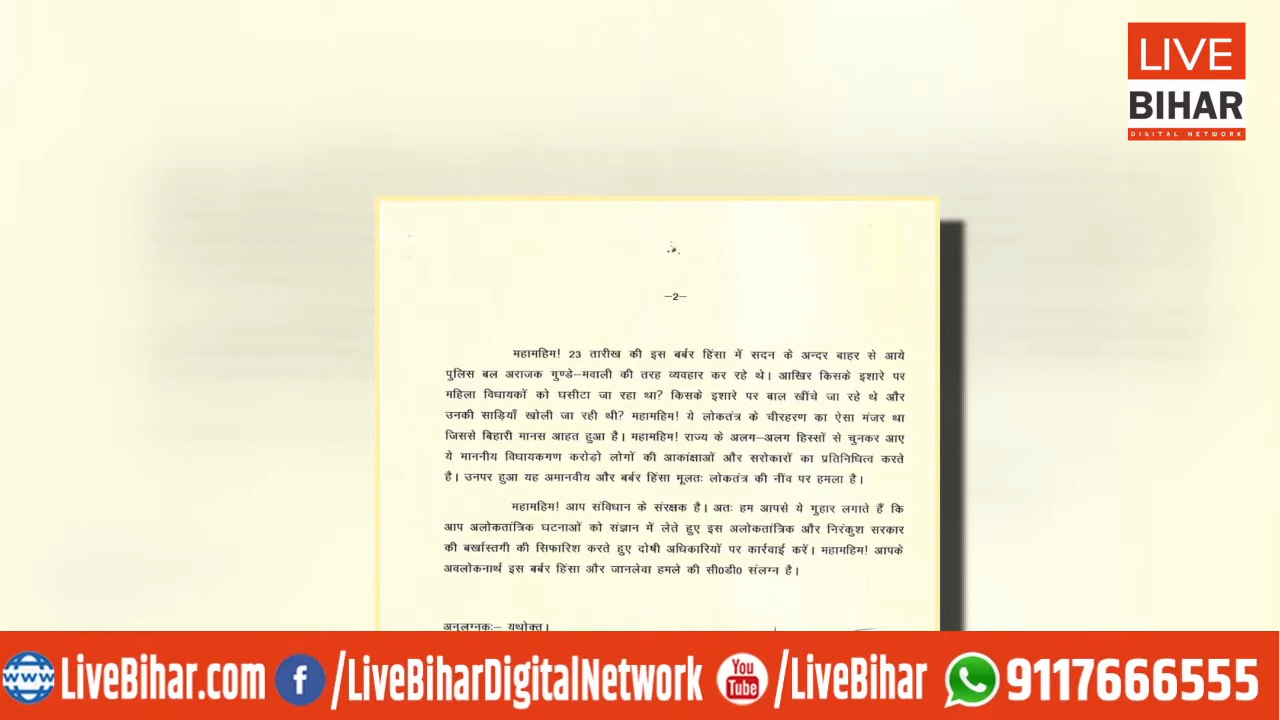 LIVE
BIHAR
DIGITAL NETWORK
—2—
महामहिम! 23 तारीख की इस बर्बर हिंसा में सदन के अन्दर बाहर से आये
पुलिस बल अराजक गुण्डे—मवाली की तरह व्यवहार कर रहे थे। आखिर किसके इशारे पर
महिला विधायकों को घसीटा जा रहा था? किसके इशारे पर बाल खींचे जा रहे थे और
उनकी साड़ियाँ खोली जा रही थी? महामहिम! ये लोकतंत्र के चीरहरण का ऐसा मंजर था
जिससे बिहारी मानस आहत हुआ है। महामहिम! राज्य के अलग—अलग हिस्सों से चुनकर आए
ये माननीय विधायकगण करोड़ो लोगों की आकांक्षाओं और सरोकारों का प्रतिनिधित्व करते
है। उनपर हुआ यह अमानवीय और बर्बर हिंसा मूलतः लोकतंत्र की नींव पर हमला है।
महामहिम! आप संविधान के संरक्षक है। अतः हम आपसे ये गुहार लगाते हैं कि
आप अलोकतांत्रिक घटनाओं को संज्ञान में लेते हुए इस अलोकतांत्रिक और निरंकुश सरकार
की बर्खास्तगी की सिफारिश करते हुए दोषी अधिकारियों पर कार्रवाई करें। महामहिम! आपके
अवलोकनार्थ इस बर्बर हिंसा और जानलेवा हमले की सी0डी0 संलग्न है।
अनुलग्नकः— यथोक्त।
www LiveBihar.com f /LiveBiharDigitalNetwork You Tube /LiveBihar 9117666555